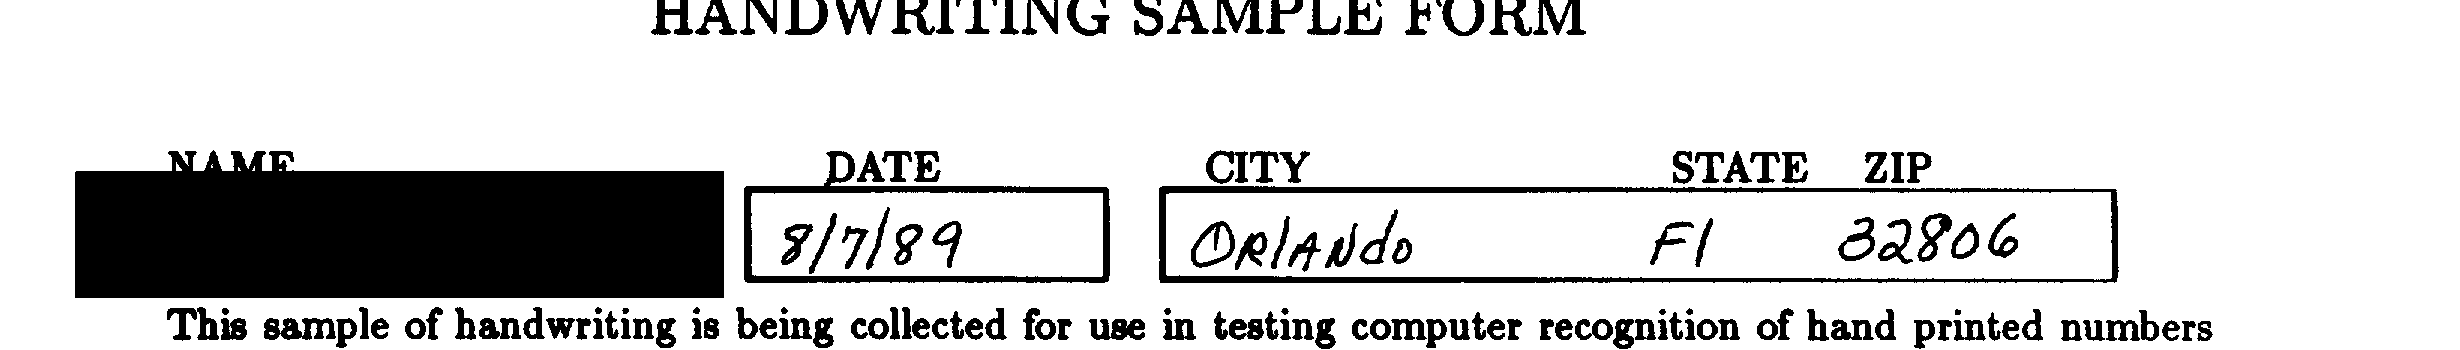 HANDWRITING SAMPLE FORM
NAME DATE CITY STATE ZIP
8/7/89 ORlANdo Fl 32806
This sample of handwriting is being collected for use in testing computer recognition of hand printed numbers